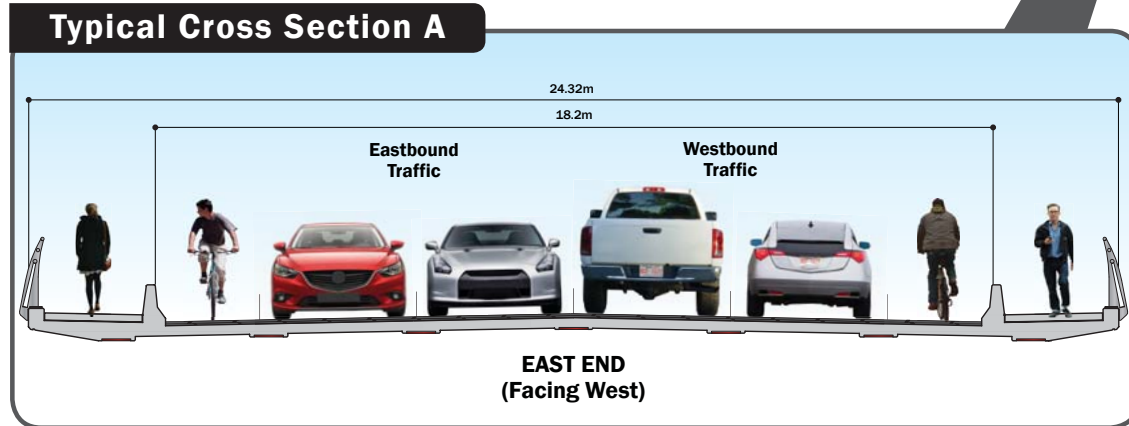 Typical Cross Section A
24.32m
18.2m
Eastbound
Traffic
Westbound
Traffic
EAST END
(Facing West)